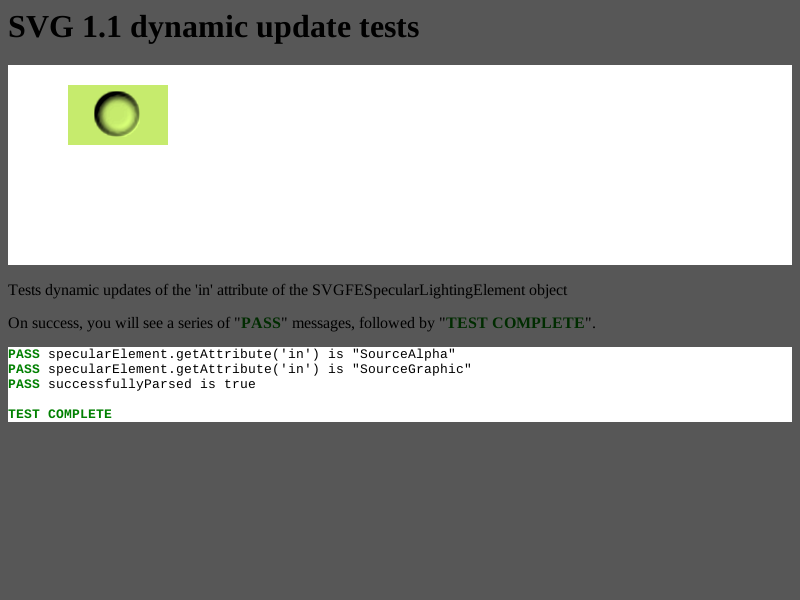 SVG 1.1 dynamic update tests
Tests dynamic updates of the 'in' attribute of the SVGFESpecularLightingElement object
On success, you will see a series of "PASS" messages, followed by "TEST COMPLETE".
PASS specularElement.getAttribute('in') is "SourceAlpha"
PASS specularElement.getAttribute('in') is "SourceGraphic"
PASS successfullyParsed is true
TEST COMPLETE